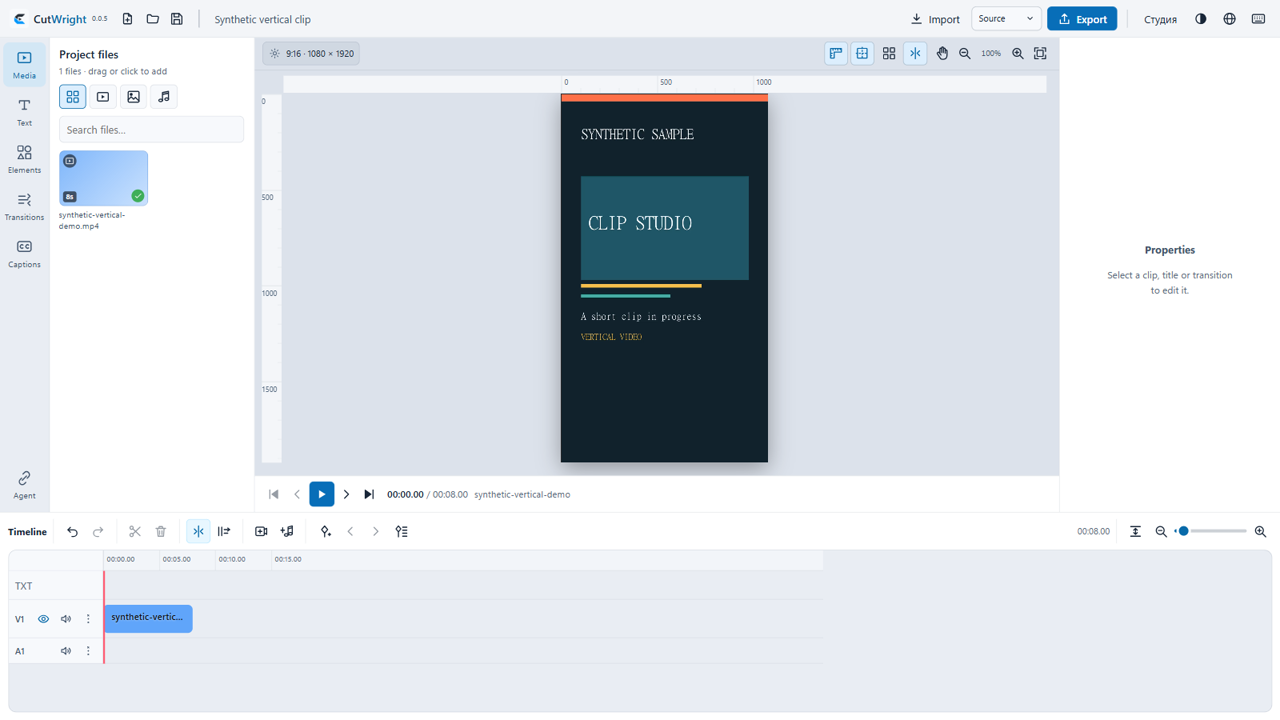 CutWright 0.0.5
Synthetic vertical clip
Import
Source
Export
Студия
Media
Text
Elements
Transitions
Captions
Agent
Project files
1 files · drag or click to add
Search files...
8s
synthetic-vertical-
demo.mp4
9:16 · 1080 × 1920
100%
0
500
1000
0
500
1000
1500
SYNTHETIC SAMPLE
CLIP STUDIO
A short clip in progress
VERTICAL VIDEO
Properties
Select a clip, title or transition
to edit it.
00:00.00 / 00:08.00 synthetic-vertical-demo
Timeline
00:08.00
00:00.00
00:05.00
00:10.00
00:15.00
TXT
V1
synthetic-vertic...
A1